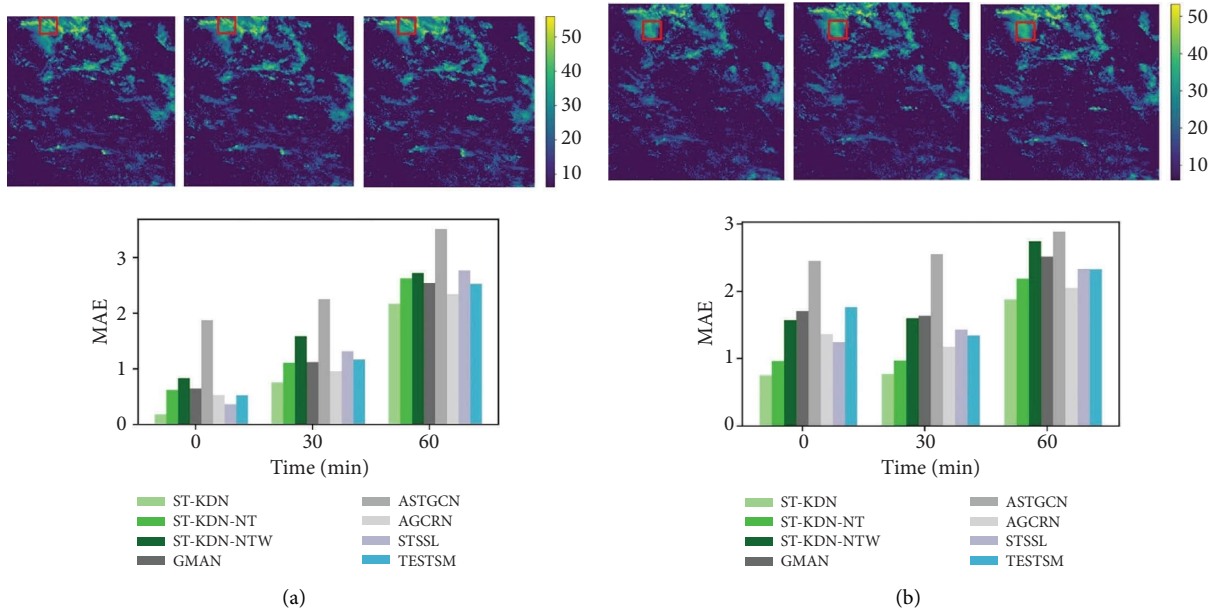 50
40
30
20
10
3
2
1
0
MAE
0 30 60
Time (min)
ST-KDN
ST-KDN-NT
ST-KDN-NTW
GMAN
ASTGCN
AGCRN
STSSL
TESTSM
(a)
50
40
30
20
10
3
2
1
0
MAE
0 30 60
Time (min)
ST-KDN
ST-KDN-NT
ST-KDN-NTW
GMAN
ASTGCN
AGCRN
STSSL
TESTSM
(b)